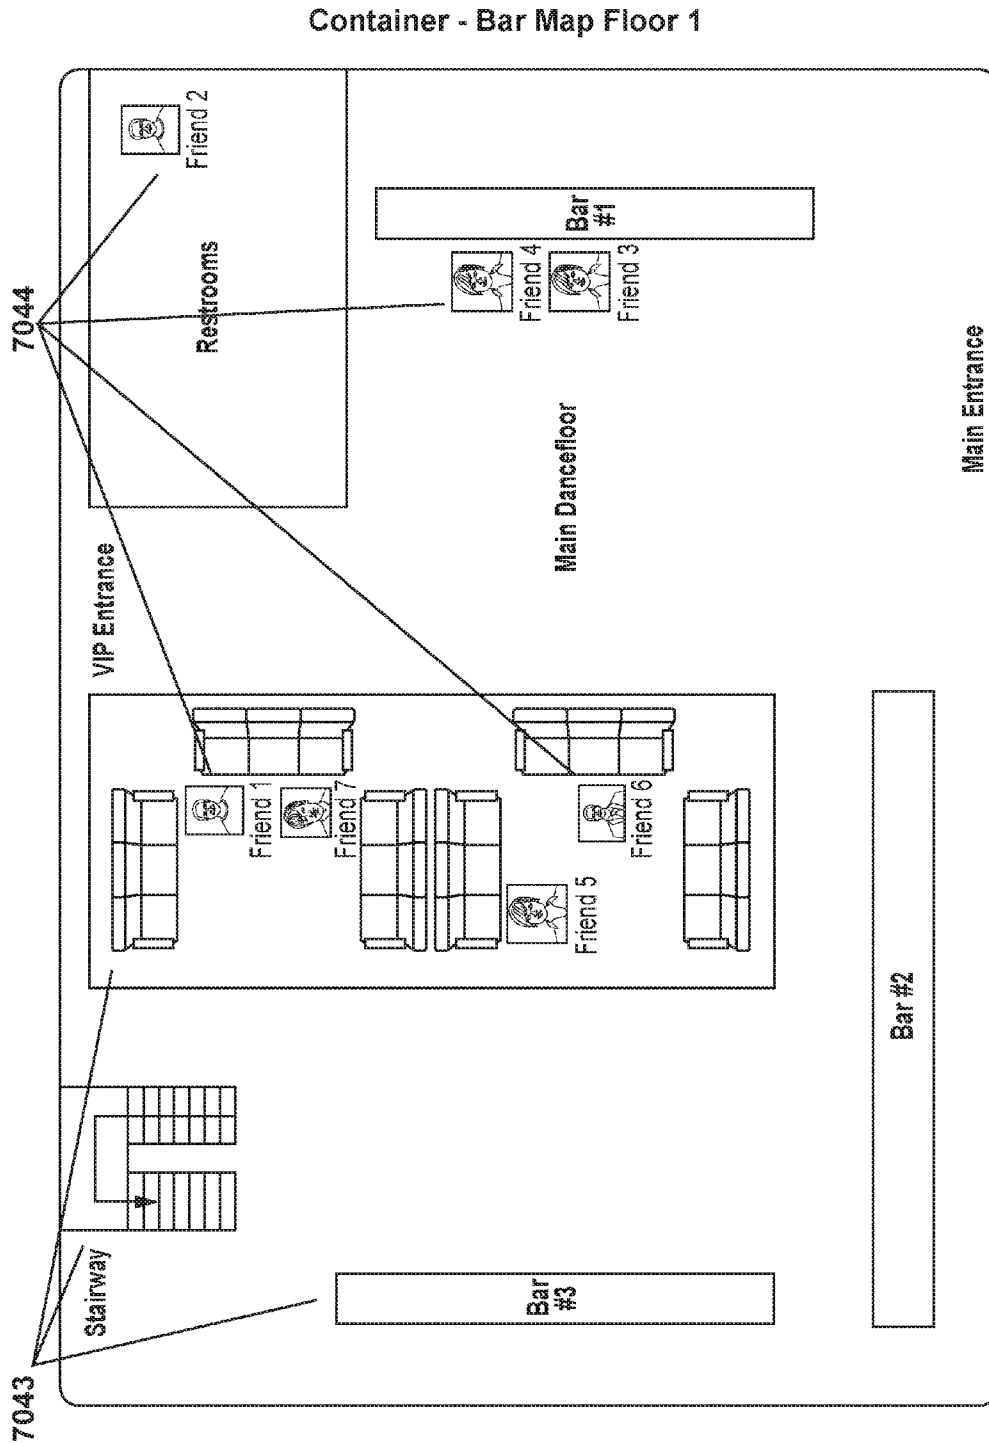 Container - Bar Map Floor 1
7044
Friend 2
Restrooms
Bar
#1
Friend 4
Friend 3
VIP Entrance
Main Dancefloor
Main Entrance
Friend 1
Friend 7
Friend 6
Friend 5
Bar #2
Stairway
Bar
#3
7043